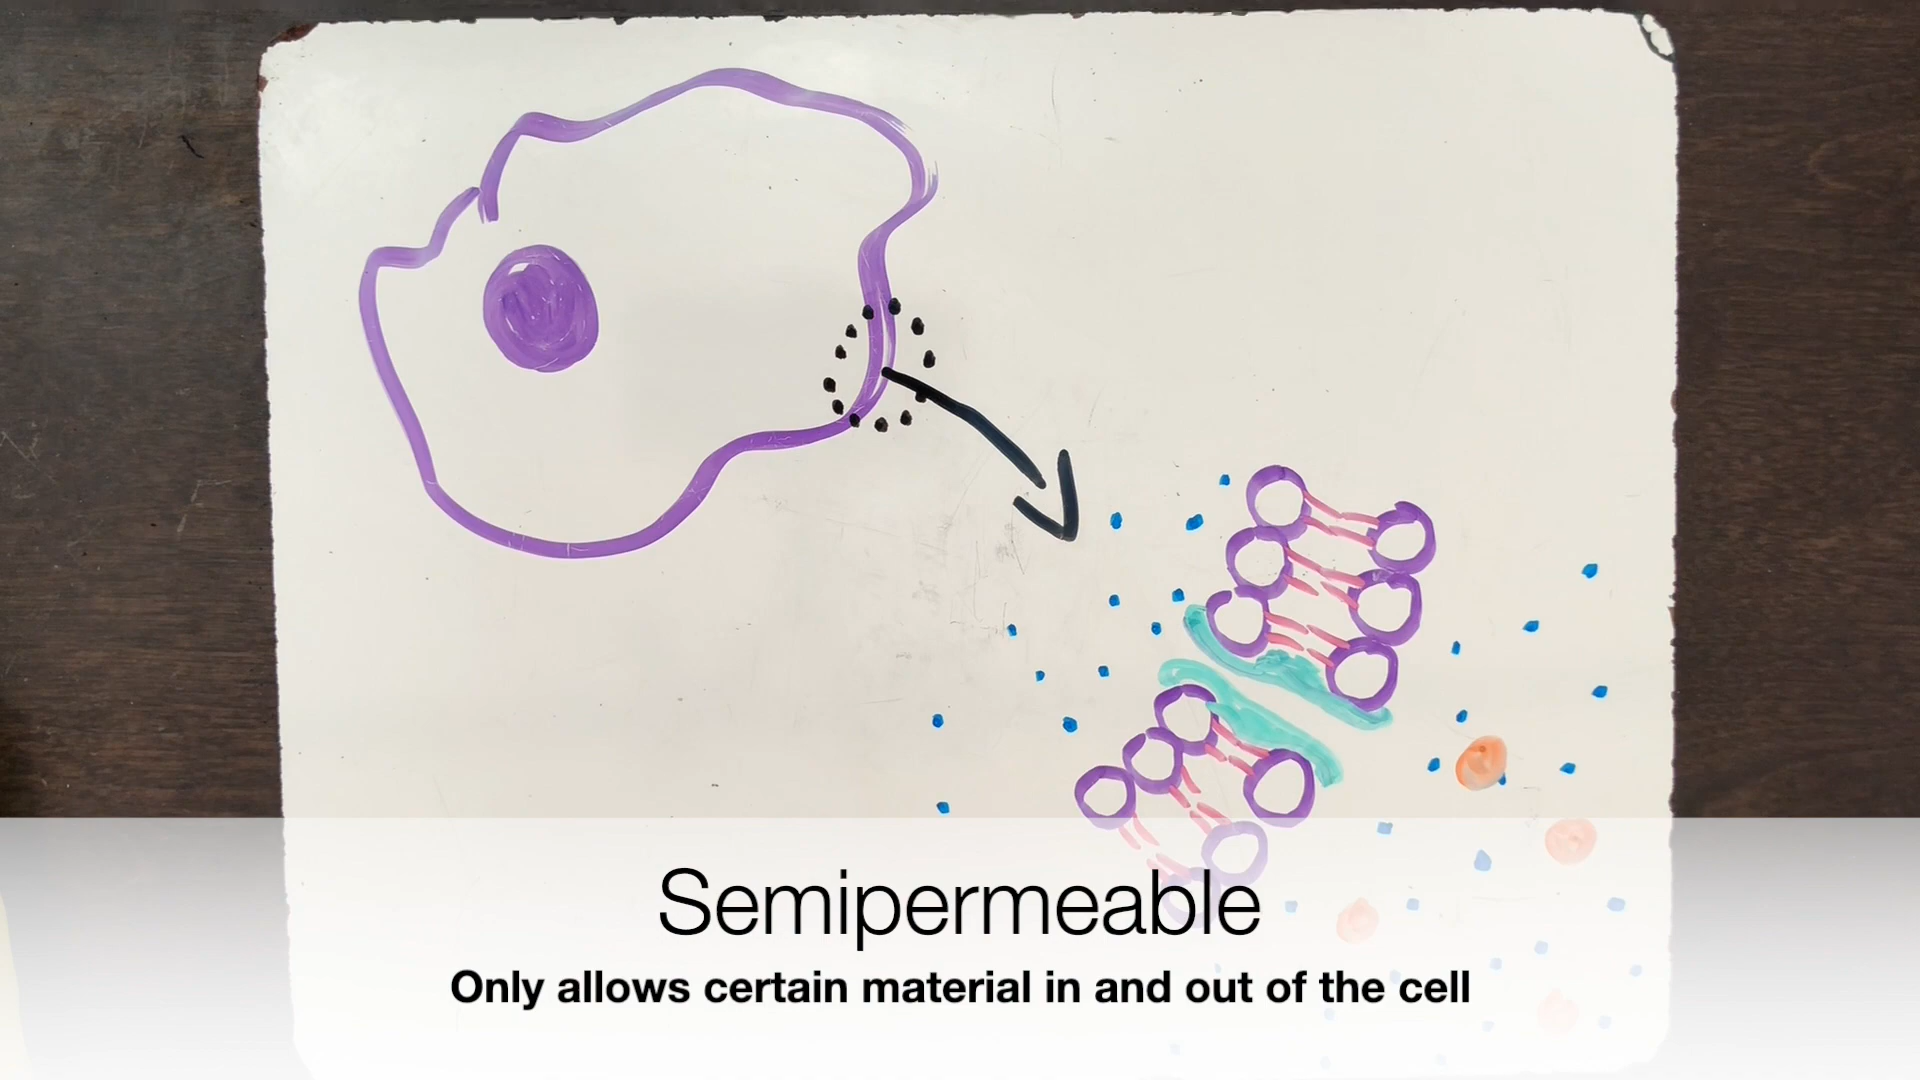 Semipermeable
Only allows certain material in and out of the cell